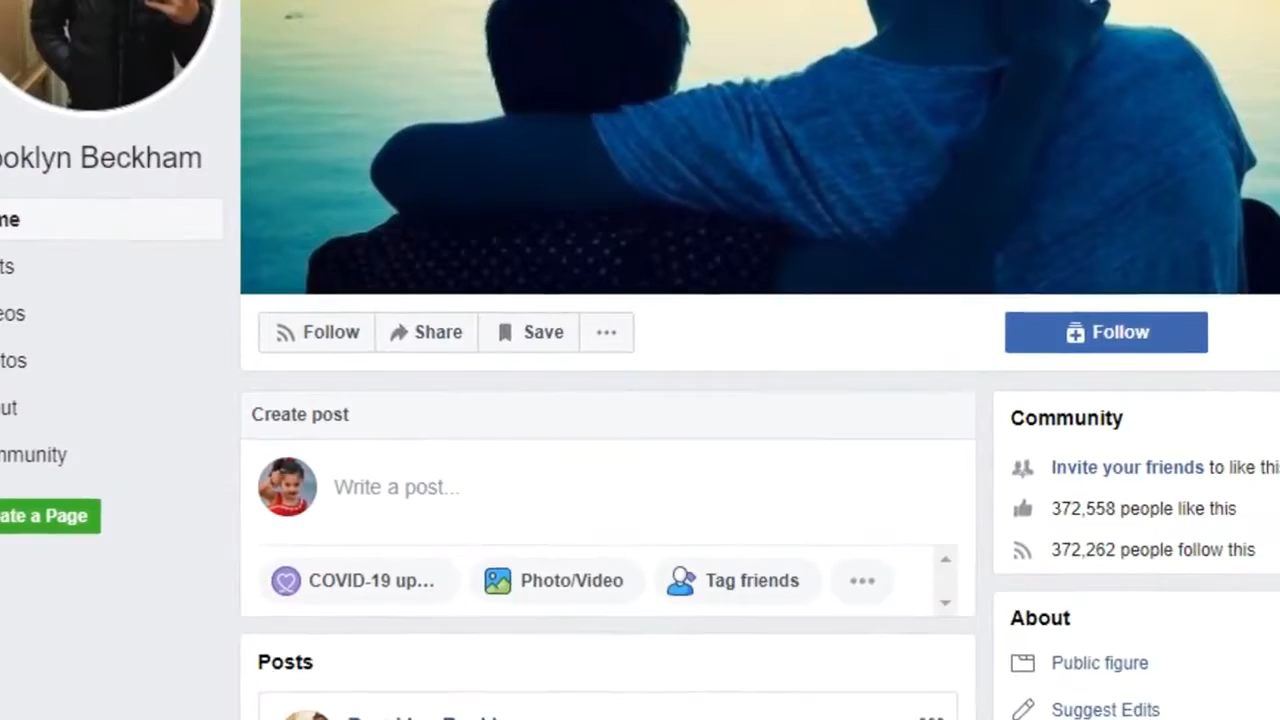 ooklyn Beckham
me
ts
eos
tos
ut
mmunity
ate a Page
Follow
Share
Save
Follow
Create post
Write a post...
COVID-19 up...
Photo/Video
Tag friends
Posts
Community
Invite your friends to like this
372,558 people like this
372,262 people follow this
About
Public figure
Suggest Edits